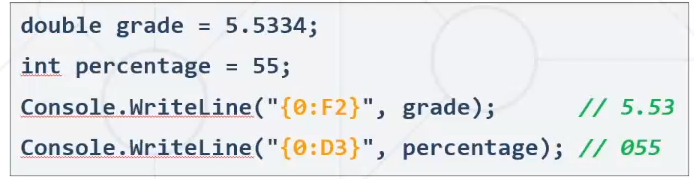 double grade = 5.5334;
int percentage = 55;
Console.WriteLine("{0:F2}", grade); // 5.53
Console.WriteLine("{0:D3}", percentage); // 055